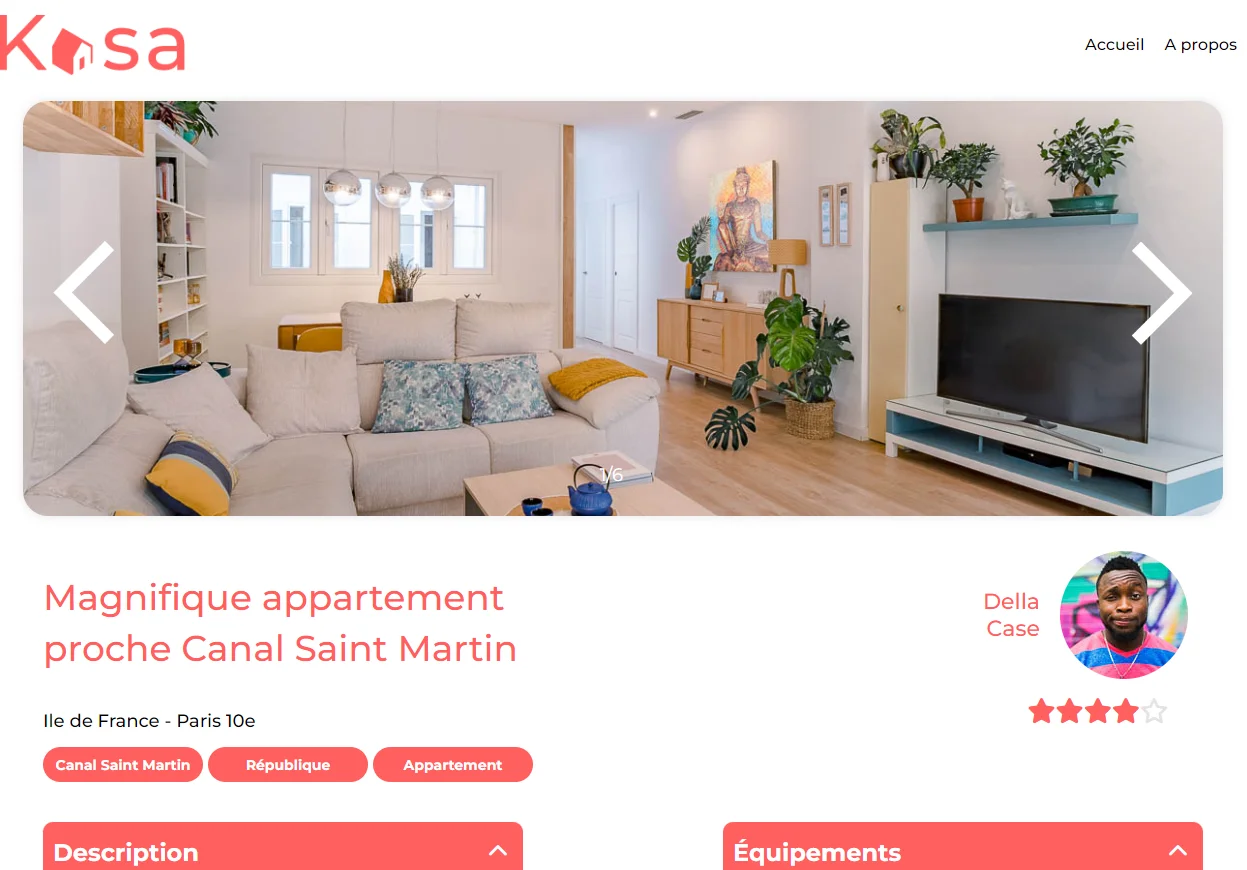 Kasa
Accueil
A propos
1/6
Magnifique appartement
proche Canal Saint Martin
Della
Case
Ile de France - Paris 10e
Canal Saint Martin
République
Appartement
Description
Équipements